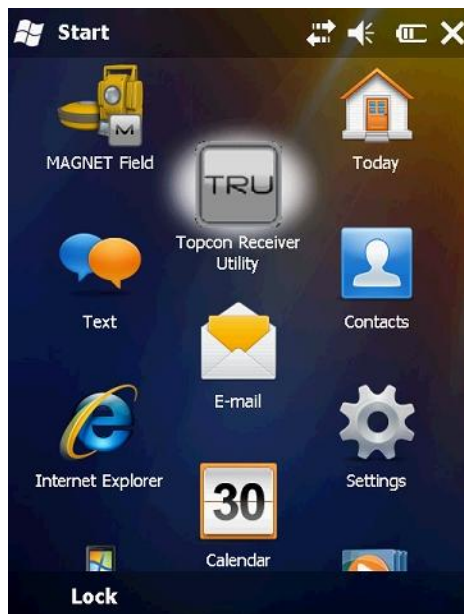 Start
M
MAGNET Field
TRU
Topcon Receiver
Utility
Today
Text
Contacts
E-mail
Internet Explorer
Settings
30
Calendar
Lock